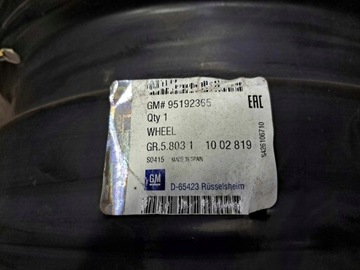 GM# 95192365
Qty 1
WHEEL
GR.5.803 1 10 02 819
S0415 MADE IN SPAIN
GM
D-65423 Rüsselsheim
EAC